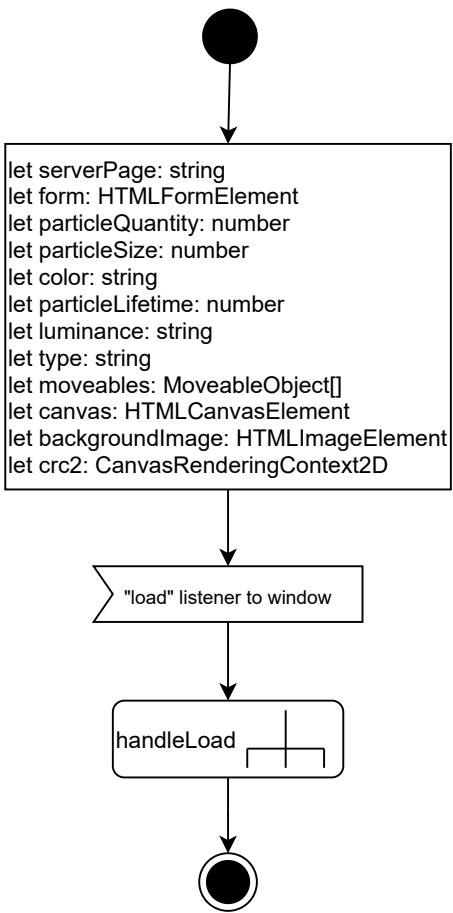 let serverPage: string
let form: HTMLFormElement
let particleQuantity: number
let particleSize: number
let color: string
let particleLifetime: number
let luminance: string
let type: string
let moveables: MoveableObject[]
let canvas: HTMLCanvasElement
let backgroundImage: HTMLImageElement
let crc2: CanvasRenderingContext2D
"load" listener to window
handleLoad